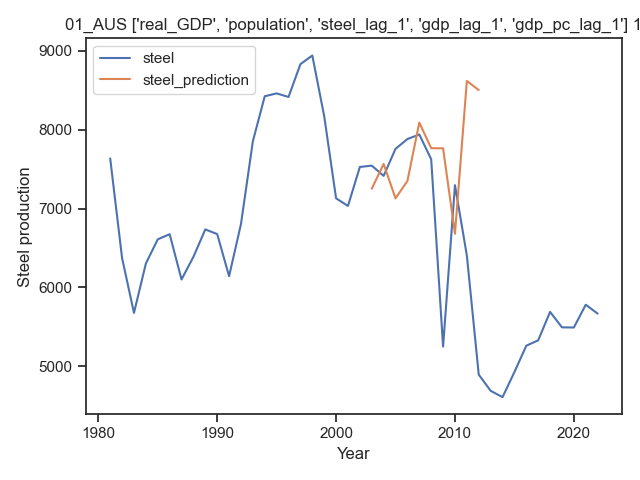 01_AUS ['real_GDP', 'population', 'steel_lag_1', 'gdp_lag_1', 'gdp_pc_lag_1'] 1
9000
8000
7000
6000
5000
Steel production
steel
steel_prediction
1980 1990 2000 2010 2020
Year